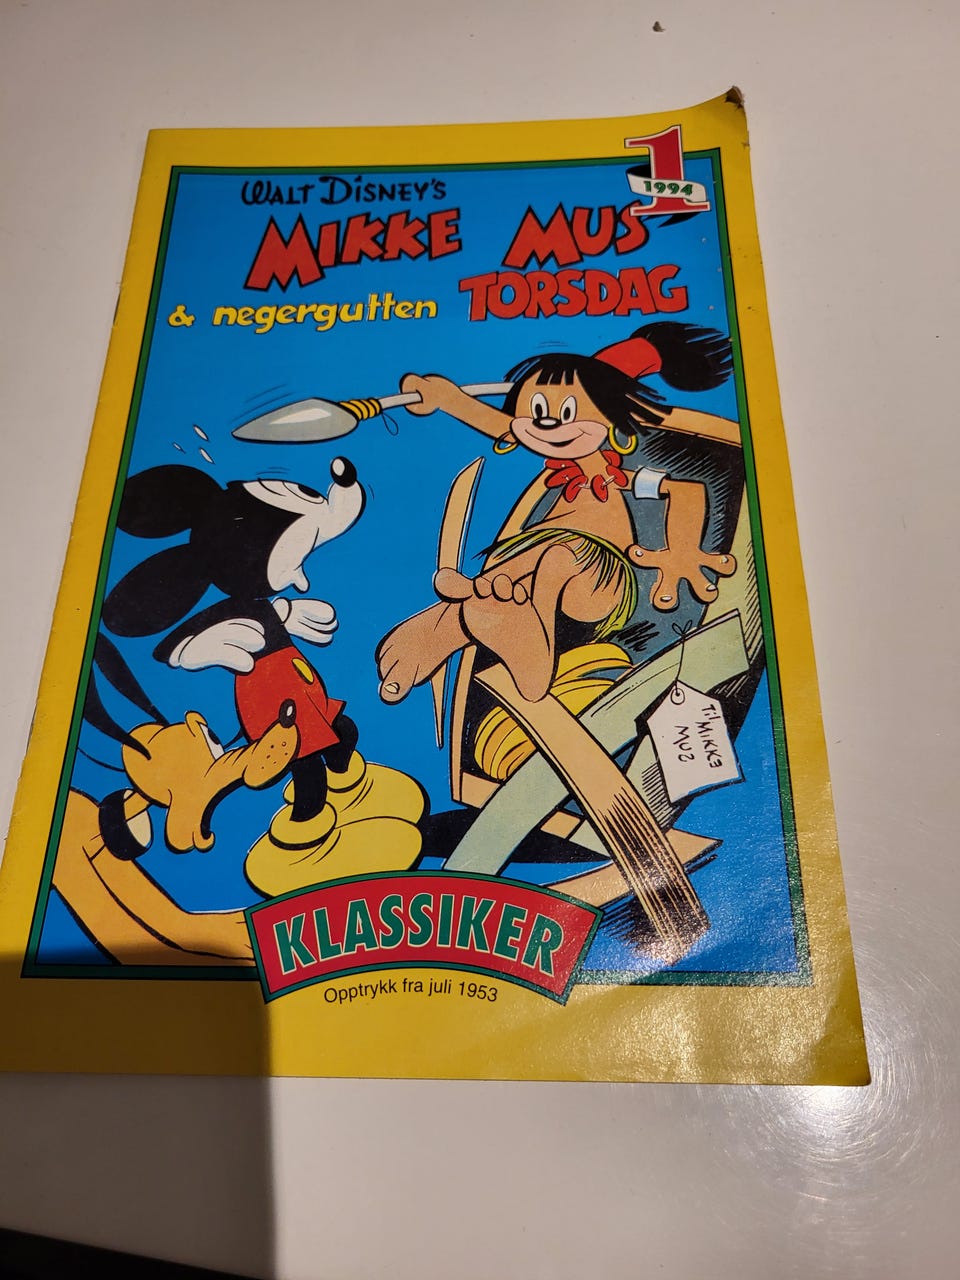 1
1994
WALT DISNEY'S
MIKKE MUS
& negergutten TORSDAG
Til
MIKKE
MUS
KLASSIKER
Opptrykk fra juli 1953